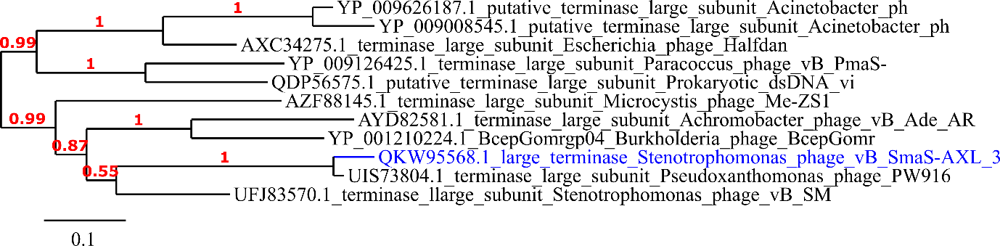 1 YP_009626187.1_putative_terminase_large_subunit_Acinetobacter_ph
1 YP_009008545.1_putative_terminase_large_subunit_Acinetobacter_ph
0.99 AXC34275.1_terminase_large_subunit_Escherichia_phage_Halfdan
1 YP_009126425.1_terminase_large_subunit_Paracoccus_phage_vB_PmaS-
QDP56575.1_putative_terminase_large_subunit_Prokaryotic_dsDNA_vi
AZF88145.1_terminase_large_subunit_Microcystis_phage_Me-ZS1
0.99 1 AYD82581.1_terminase_large_subunit_Achromobacter_phage_vB_Ade_AR
0.87 YP_001210224.1_BcepGomrgp04_Burkholderia_phage_BcepGomr
1 QKW95568.1_large_terminase_Stenotrophomonas_phage_vB_SmaS-AXL_3
0.55 UIS73804.1_terminase_large_subunit_Pseudoxanthomonas_phage_PW916
UFJ83570.1_terminase_llarge_subunit_Stenotrophomonas_phage_vB_SM
0.1